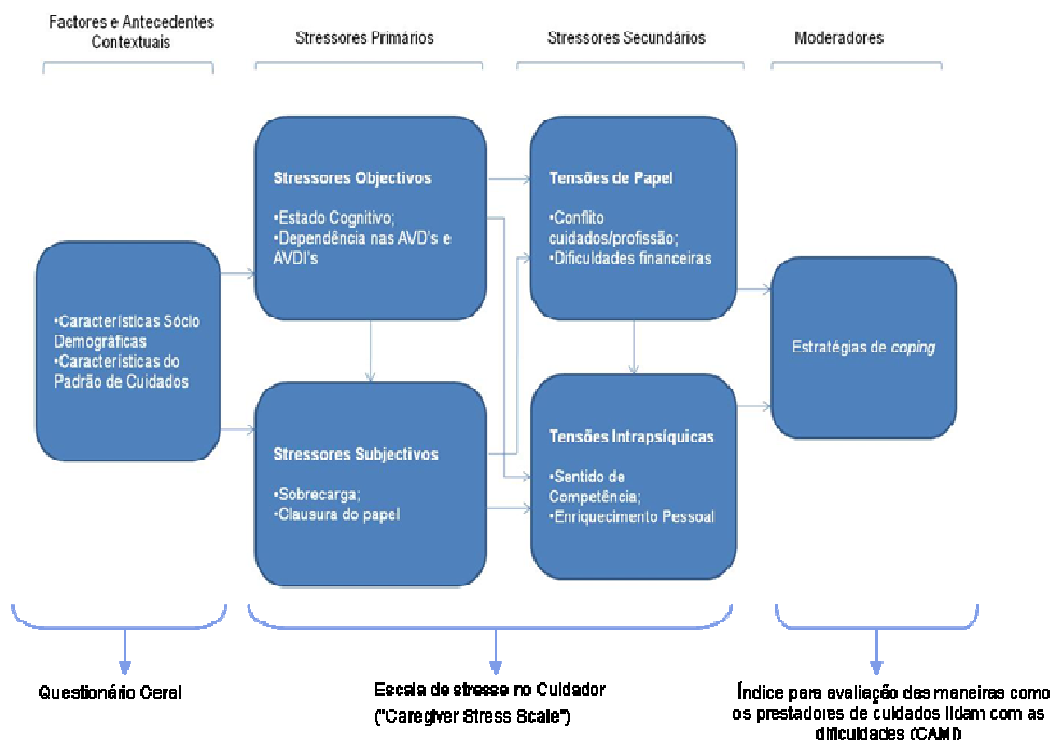 Factores e Antecedentes
Contextuais
Stressores Primários
Stressores Secundários
Moderadores
•Características Sócio
Demográficas
•Características do
Padrão de Cuidados
Stressores Objectivos
•Estado Cognitivo;
•Dependência nas AVD's e
AVDI's
Stressores Subjectivos
•Sobrecarga;
•Clausura do papel
Tensões de Papel
•Conflito
cuidados/profissão;
•Dificuldades financeiras
Tensões Intrapsíquicas
•Sentido de
Competência;
•Enriquecimento Pessoal
Estratégias de coping
Questionário Geral
Escala de stresse no Cuidador
("Caregiver Stress Scale")
Índice para avaliação das maneiras como
os prestadores de cuidados lidam com as
dificuldades (CAMI)